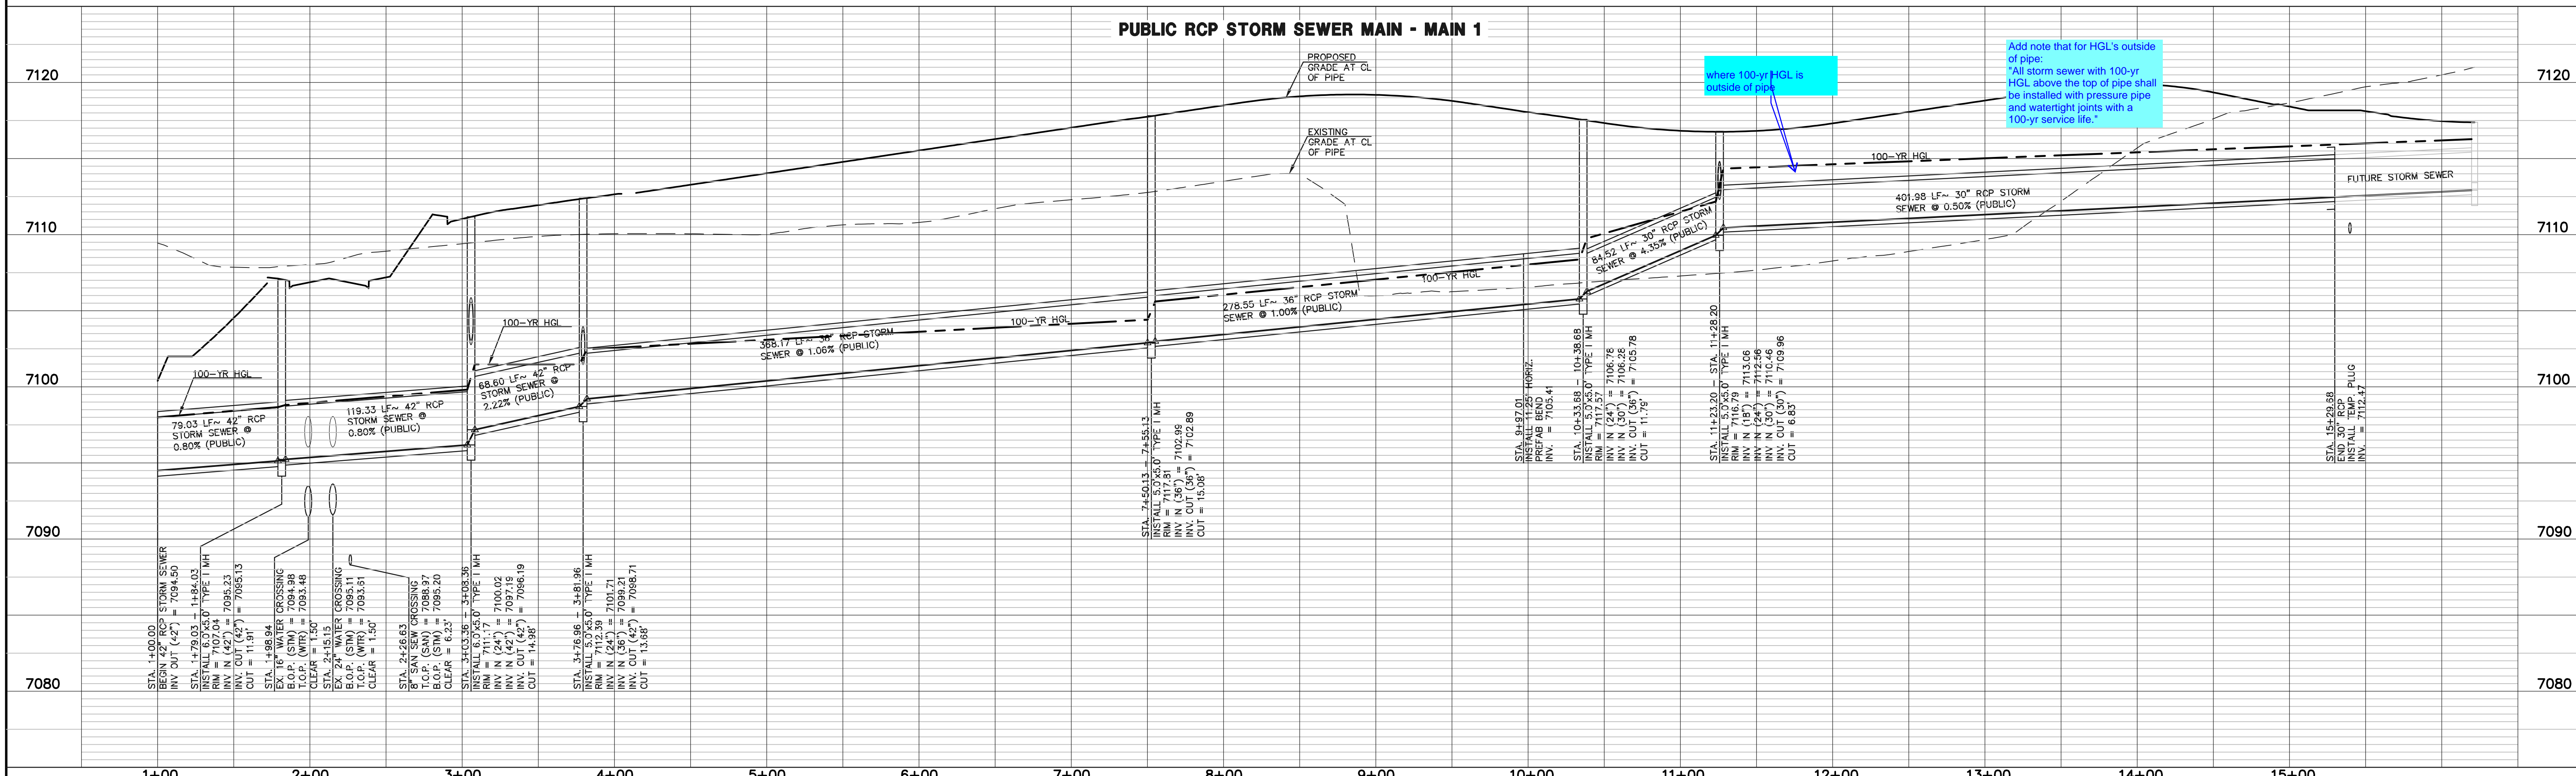 PUBLIC RCP STORM SEWER MAIN - MAIN 1
7120
7110
7100
7090
7080
7120
7110
7100
7090
7080
PROPOSED
GRADE AT CL
OF PIPE
EXISTING
GRADE AT CL
OF PIPE
where 100-yr HGL is
outside of pipe
Add note that for HGL's outside
of pipe:
"All storm sewer with 100-yr
HGL above the top of pipe shall
be installed with pressure pipe
and watertight joints with a
100-yr service life."
100-YR HGL
79.03 LF~ 42" RCP
STORM SEWER @
0.80% (PUBLIC)
119.33 LF~ 42" RCP
STORM SEWER @
0.80% (PUBLIC)
100-YR HGL
68.60 LF~ 42" RCP
STORM SEWER @
2.22% (PUBLIC)
368.17 LF~ 36" RCP STORM
SEWER @ 1.06% (PUBLIC)
100-YR HGL
278.55 LF~ 36" RCP STORM
SEWER @ 1.00% (PUBLIC)
100-YR HGL
84.52 LF~ 30" RCP STORM
SEWER @ 4.35% (PUBLIC)
100-YR HGL
401.98 LF~ 30" RCP STORM
SEWER @ 0.50% (PUBLIC)
FUTURE STORM SEWER
STA. 1+00.00
BEGIN 42" RCP STORM SEWER
INV OUT (42") = 7094.50
STA. 1+79.03 - 1+84.03
INSTALL 6.0'x5.0' TYPE I MH
RIM = 7107.04
INV IN (42") = 7095.23
INV. OUT (42") = 7095.13
CUT = 11.91'
STA. 1+98.94
EX. 16" WATER CROSSING
B.O.P. (STM) = 7094.98
T.O.P. (WTR) = 7093.48
CLEAR = 1.50'
STA. 2+15.15
EX. 24" WATER CROSSING
B.O.P. (STM) = 7095.11
T.O.P. (WTR) = 7093.61
CLEAR = 1.50'
STA. 2+26.63
8" SAN SEW CROSSING
T.O.P. (SAN) = 7088.97
B.O.P. (STM) = 7095.20
CLEAR = 6.23'
STA. 3+03.36 - 3+08.36
INSTALL 6.0'x5.0' TYPE I MH
RIM = 7111.17
INV IN (24") = 7100.02
INV IN (42") = 7097.19
INV. OUT (42") = 7096.19
CUT = 14.98'
STA. 3+76.96 - 3+81.96
INSTALL 5.0'x5.0' TYPE I MH
RIM = 7112.39
INV IN (24") = 7101.71
INV IN (36") = 7099.21
INV. OUT (42") = 7098.71
CUT = 13.68'
STA. 7+50.13 - 7+55.13
INSTALL 5.0'x5.0' TYPE I MH
RIM = 7117.81
INV IN (36") = 7102.99
INV. OUT (36") = 7102.89
CUT = 15.08'
STA. 9+97.01
INSTALL 11.25° HORIZ.
PREFAB BEND
INV. = 7105.41
STA. 10+33.68 - 10+38.68
INSTALL 5.0'x5.0' TYPE I MH
RIM = 7117.57
INV IN (24") = 7106.78
INV IN (30") = 7106.28
INV. OUT (36") = 7105.78
CUT = 11.79'
STA. 11+23.20 - STA. 11+28.20
INSTALL 5.0'x5.0' TYPE I MH
RIM = 7116.79
INV IN (18") = 7113.06
INV IN (24") = 7112.56
INV IN (30") = 7110.46
INV. OUT (30") = 7109.96
CUT = 6.83'
STA. 15+29.88
END 30" RCP
INSTALL TEMP. PLUG
INV. = 7112.47
1+00
2+00
3+00
4+00
5+00
6+00
7+00
8+00
9+00
10+00
11+00
12+00
13+00
14+00
15+00